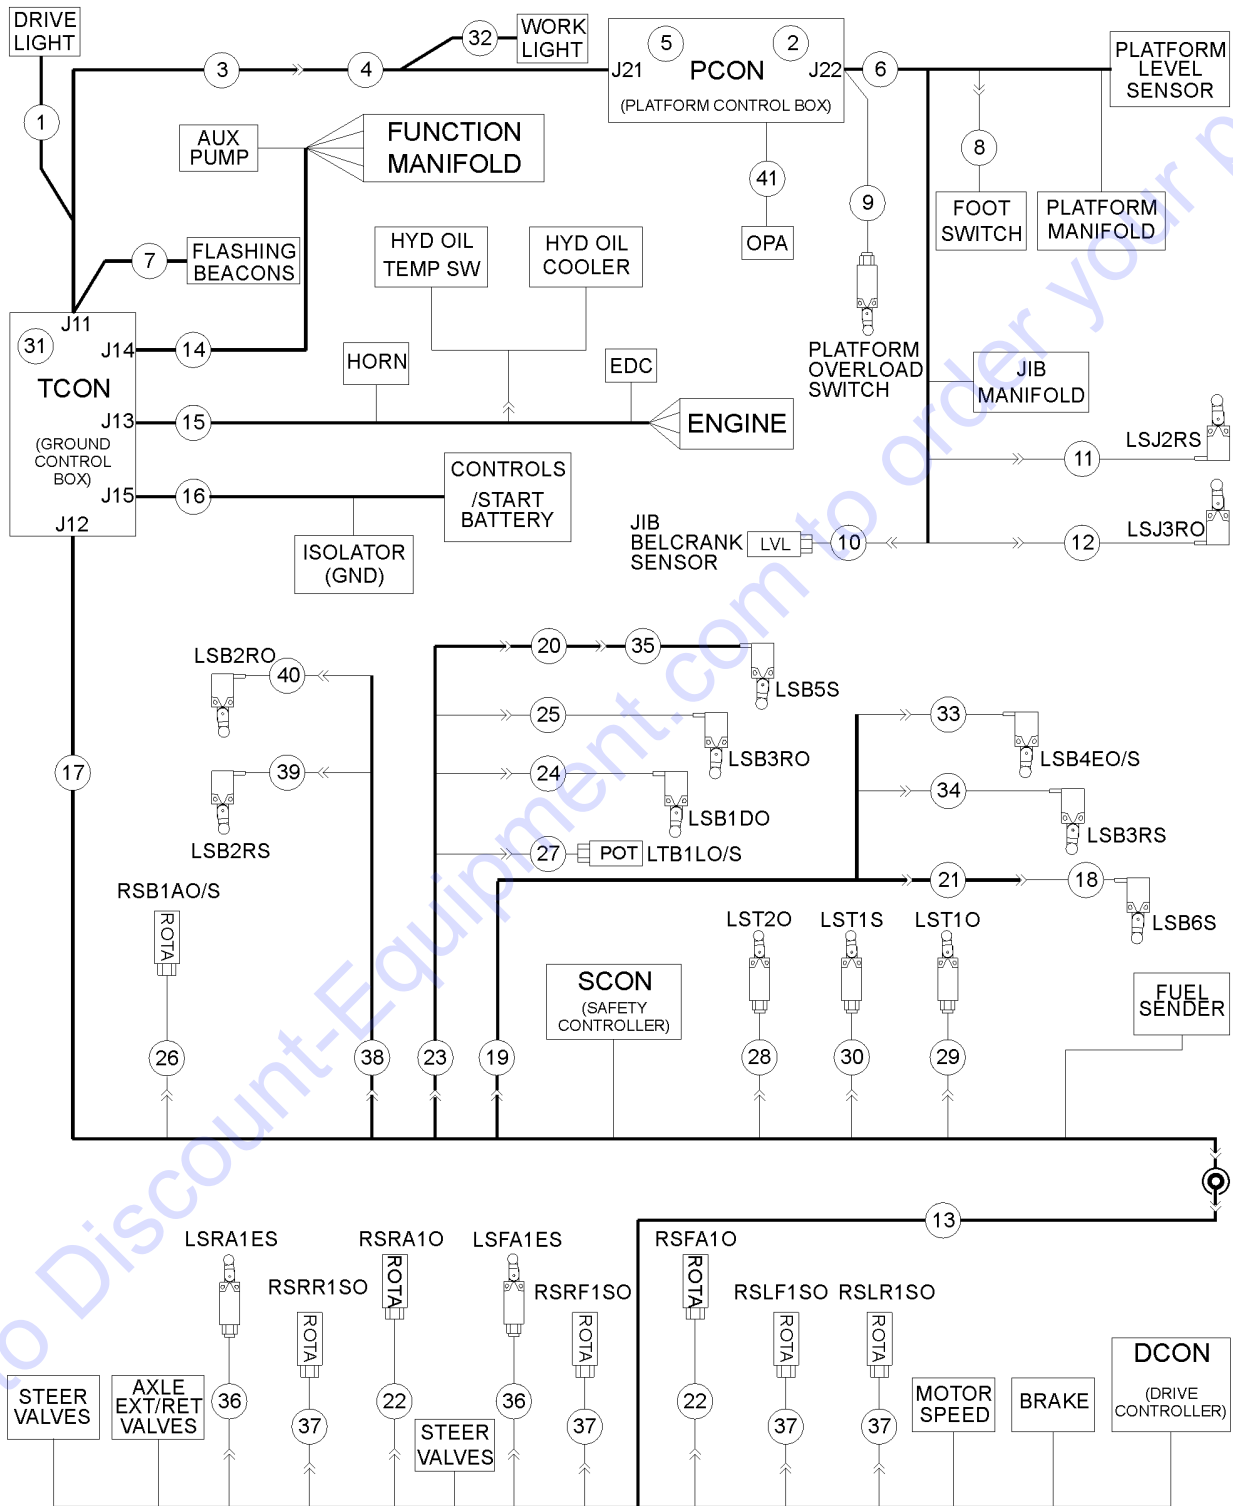 DRIVE
LIGHT
32
WORK
LIGHT
5
2
J21
PCON
J22
(PLATFORM CONTROL BOX)
6
PLATFORM
LEVEL
SENSOR
3
4
1
AUX
PUMP
FUNCTION
MANIFOLD
41
OPA
9
8
FOOT
SWITCH
PLATFORM
MANIFOLD
7
FLASHING
BEACONS
HYD OIL
TEMP SW
HYD OIL
COOLER
PLATFORM
OVERLOAD
SWITCH
J11
31
J14
14
TCON
HORN
EDC
JIB
MANIFOLD
J13
15
ENGINE
(GROUND
CONTROL
BOX)
LSJ2RS
11
CONTROLS
/START
BATTERY
J15
16
J12
ISOLATOR
(GND)
JIB
BELCRANK
SENSOR
LVL
10
12
LSJ3RO
LSB2RO
40
20
35
LSB5S
25
LSB3RO
33
LSB4EO/S
17
39
LSB2RS
24
LSB1DO
34
LSB3RS
27
POT
LTB1LO/S
21
18
LSB6S
RSB1AO/S
ROTA
LST2O
LST1S
LST1O
SCON
(SAFETY
CONTROLLER)
FUEL
SENDER
26
38
23
19
28
30
29
13
LSRA1ES
RSRR1SO
ROTA
RSRA1O
ROTA
LSFA1ES
RSRF1SO
ROTA
RSFA1O
ROTA
RSLF1SO
ROTA
RSLR1SO
ROTA
DCON
(DRIVE
CONTROLLER)
STEER
VALVES
AXLE
EXT/RET
VALVES
36
37
22
STEER
VALVES
36
37
22
37
37
MOTOR
SPEED
BRAKE
to Discount-Equipment.com to order your p